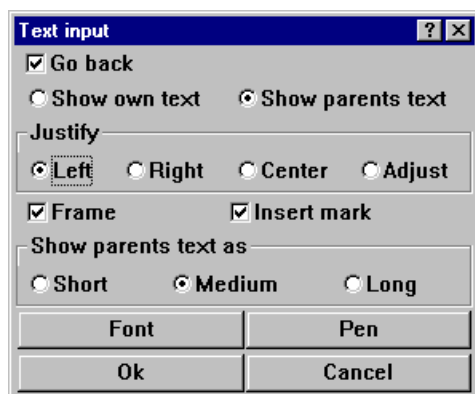 Text input ? X
Go back
Show own text Show parents text
Justify
Left Right Center Adjust
Frame Insert mark
Show parents text as
Short Medium Long
Font Pen
Ok Cancel